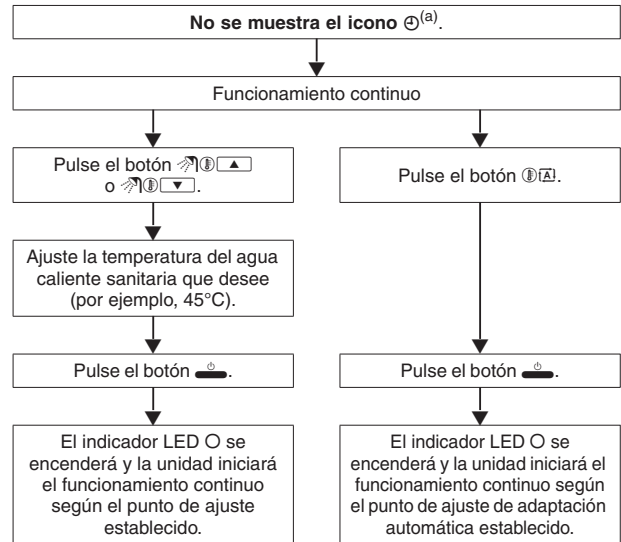 No se muestra el icono (a).
Funcionamiento continuo
Pulse el botón ▲
o ▼.
Ajuste la temperatura del agua
caliente sanitaria que desee
(por ejemplo, 45°C).
Pulse el botón .
El indicador LED O se
encenderá y la unidad iniciará
el funcionamiento continuo
según el punto de ajuste
establecido.
Pulse el botón A.
Pulse el botón .
El indicador LED O se
encenderá y la unidad iniciará el
funcionamiento continuo según
el punto de ajuste de adaptación
automática establecido.